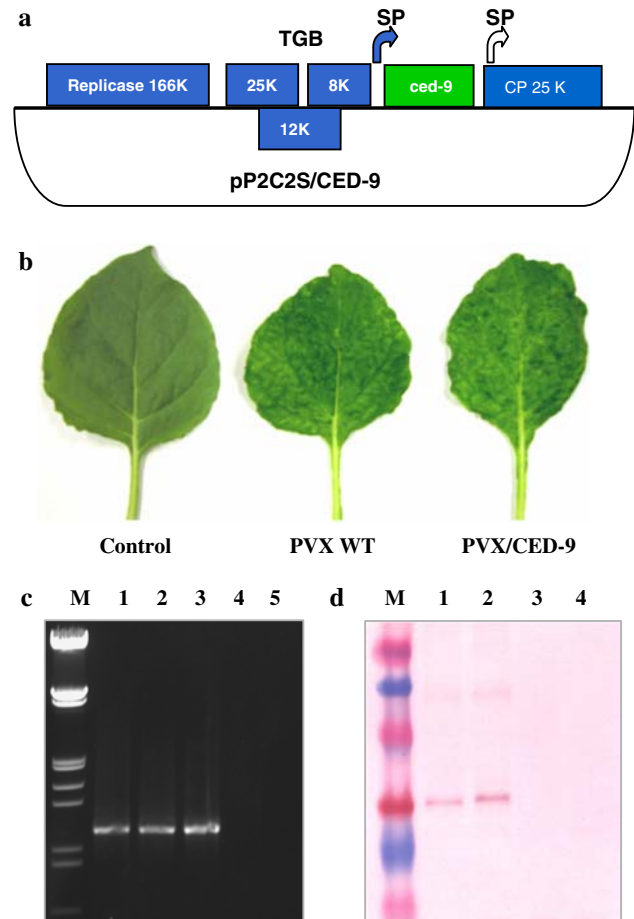 a
SP SP
TGB
Replicase 166K 25K 8K ced-9 CP 25 K
12K
pP2C2S/CED-9
b
Control PVX WT PVX/CED-9
c M 1 2 3 4 5 d M 1 2 3 4